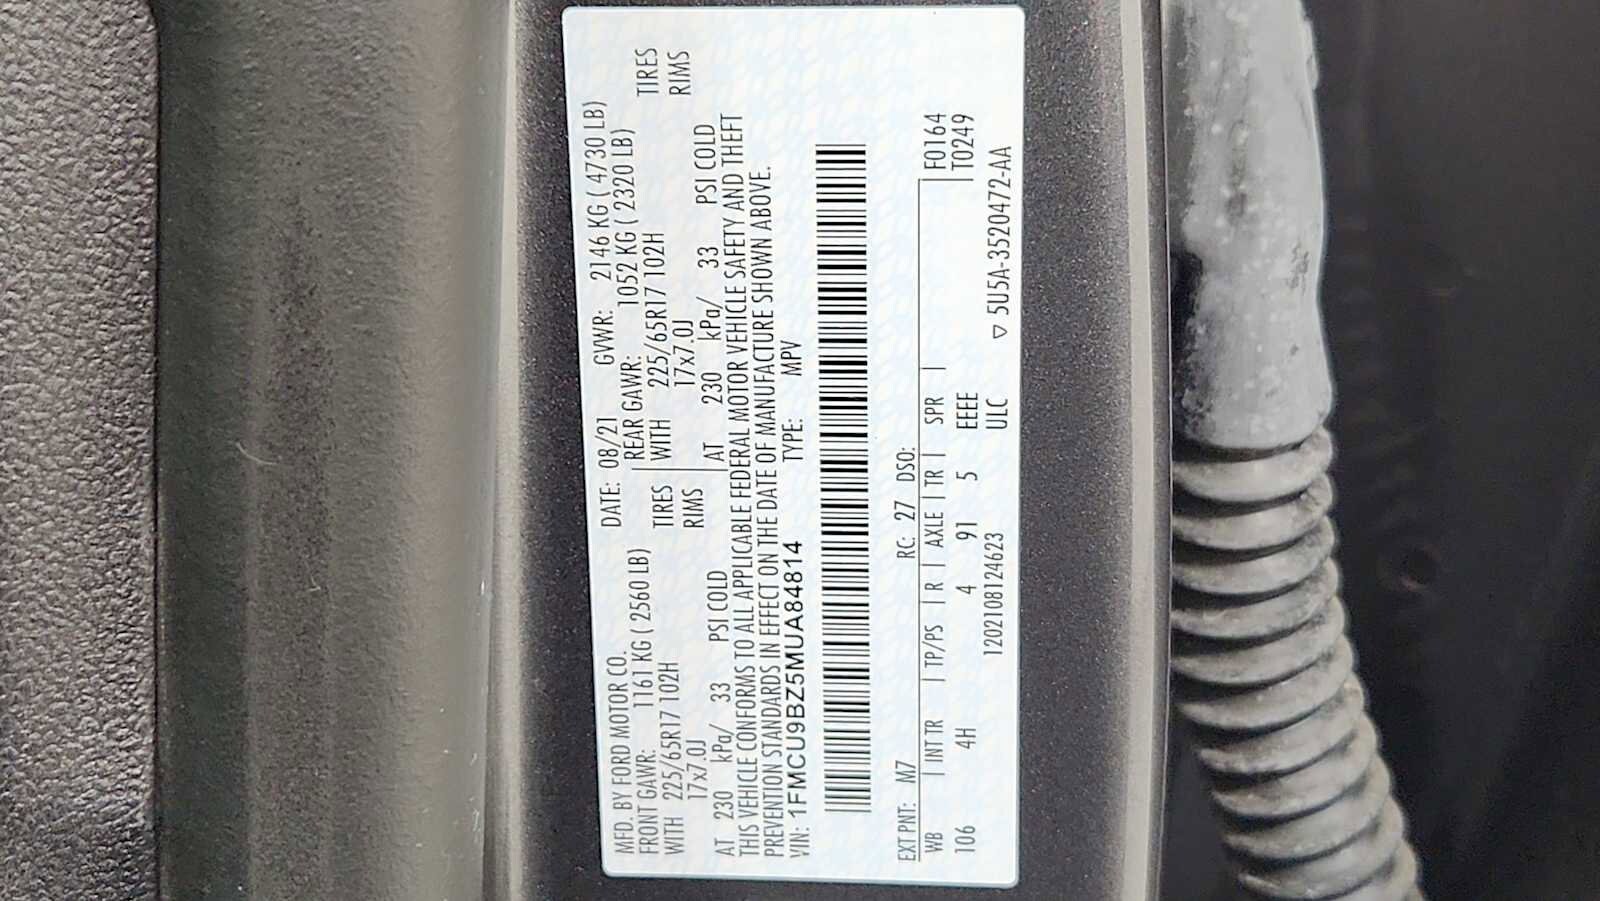 MFD. BY FORD MOTOR CO. DATE: 08/21 GVWR: 2146 KG ( 4730 LB)
FRONT GAWR: 1161 KG ( 2560 LB) REAR GAWR: 1052 KG ( 2320 LB)
WITH 225/65R17 102H TIRES WITH 225/65R17 102H TIRES
17x7.0J RIMS 17x7.0J RIMS
AT 230 kPa/ 33 PSI COLD AT 230 kPa/ 33 PSI COLD
THIS VEHICLE CONFORMS TO ALL APPLICABLE FEDERAL MOTOR VEHICLE SAFETY AND THEFT
PREVENTION STANDARDS IN EFFECT ON THE DATE OF MANUFACTURE SHOWN ABOVE.
VIN: 1FMCU9BZ5MUA84814 TYPE: MPV
EXT PNT: M7 RC: 27 DSO:
WB | INT TR | TP/PS | R | AXLE | TR | SPR | F0164
106 4H 4 91 5 EEEE T0249
ULC
1202108124623 ▽ 5U5A-3520472-AA